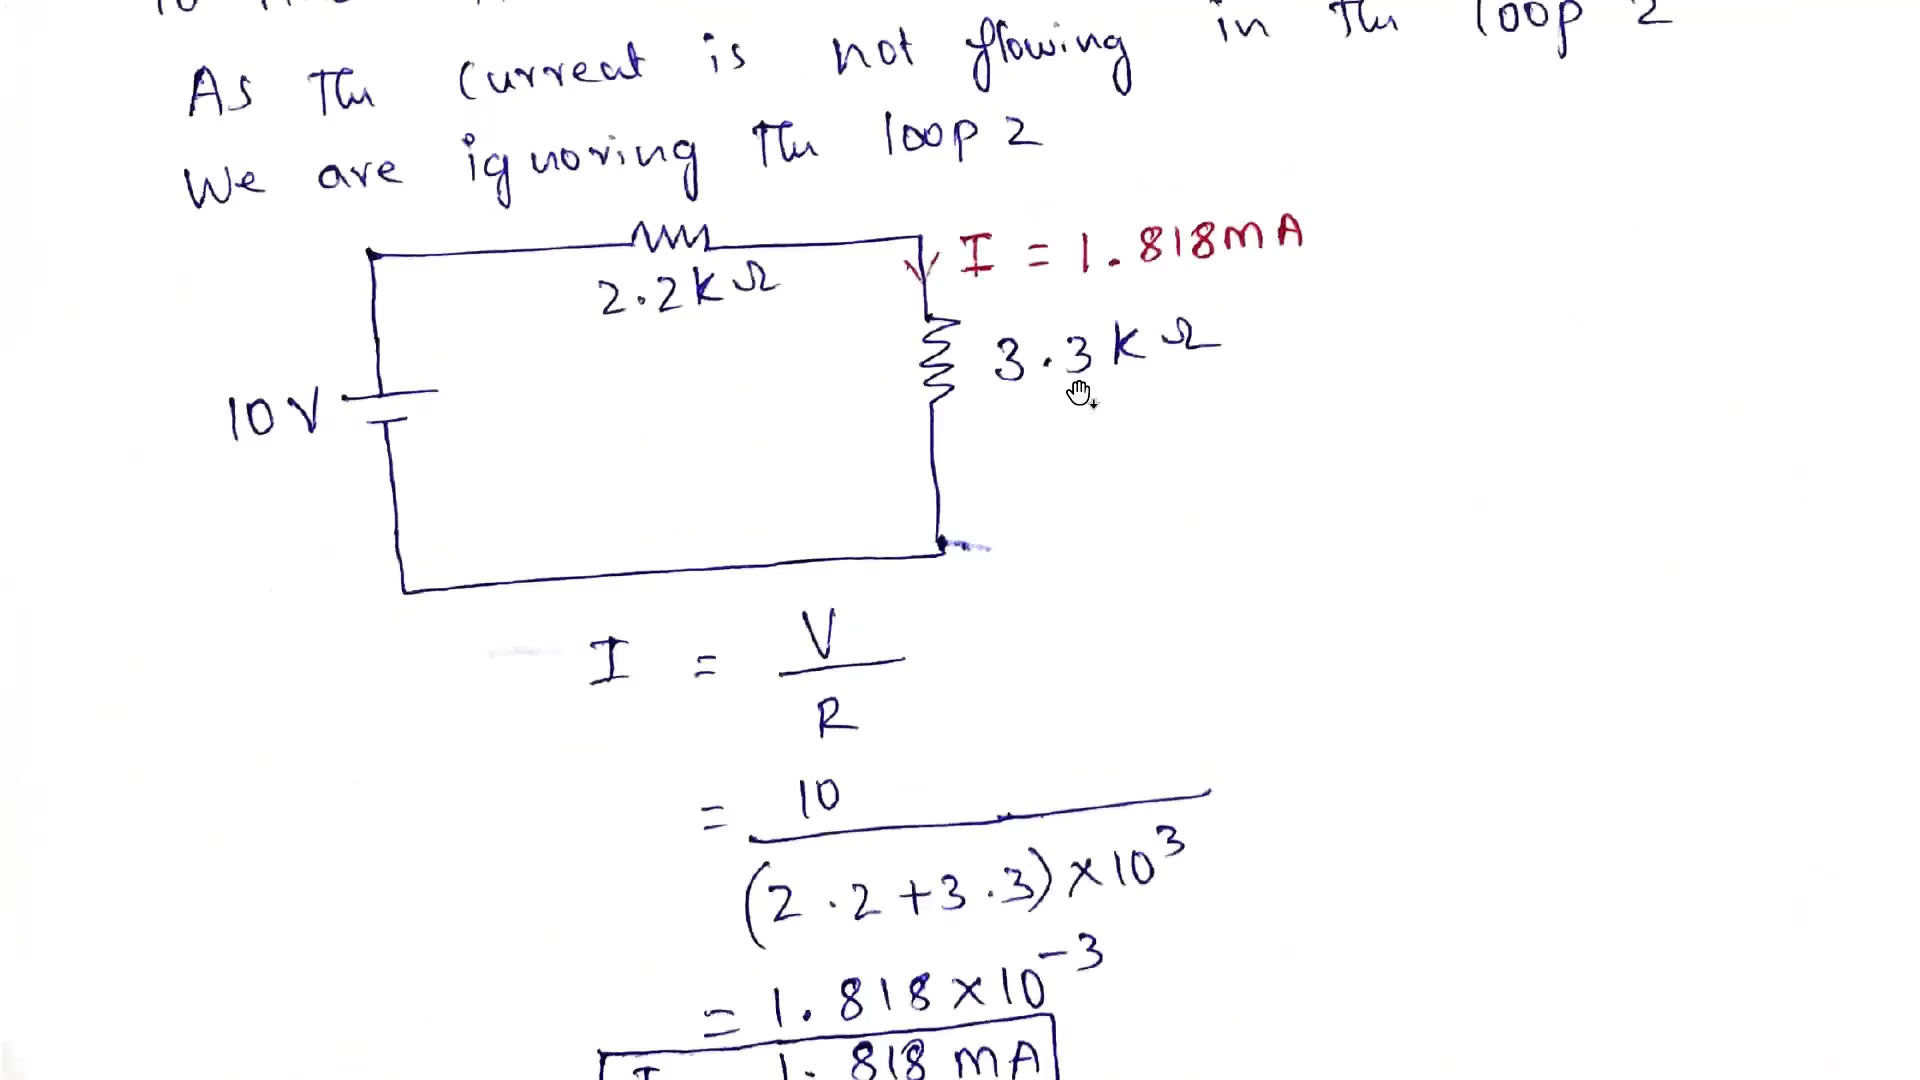 As The Current is not flowing in The loop 2
We are ignoring The loop 2
I = 1.818mA
2.2KΩ
3.3KΩ
10V
I = V
R
= 10
(2.2+3.3)×10³
= 1.818×10⁻³
1.818 mA